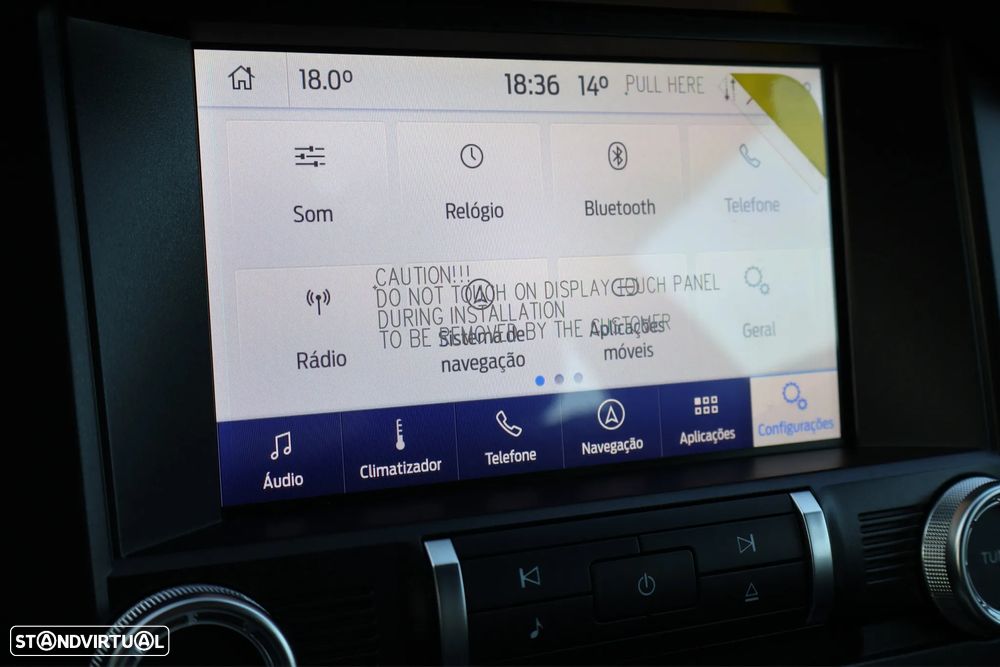 18.0º
18:36 14º PULL HERE
Som
Relógio
Bluetooth
Telefone
CAUTION!!!
DO NOT TOUCH ON DISPLAY TOUCH PANEL
DURING INSTALLATION
TO BE REMOVED BY THE CUSTOMER
Rádio
Sistema de
navegação
Aplicações
móveis
Geral
Áudio
Climatizador
Telefone
Navegação
Aplicações
Configurações
STANDVIRTUAL